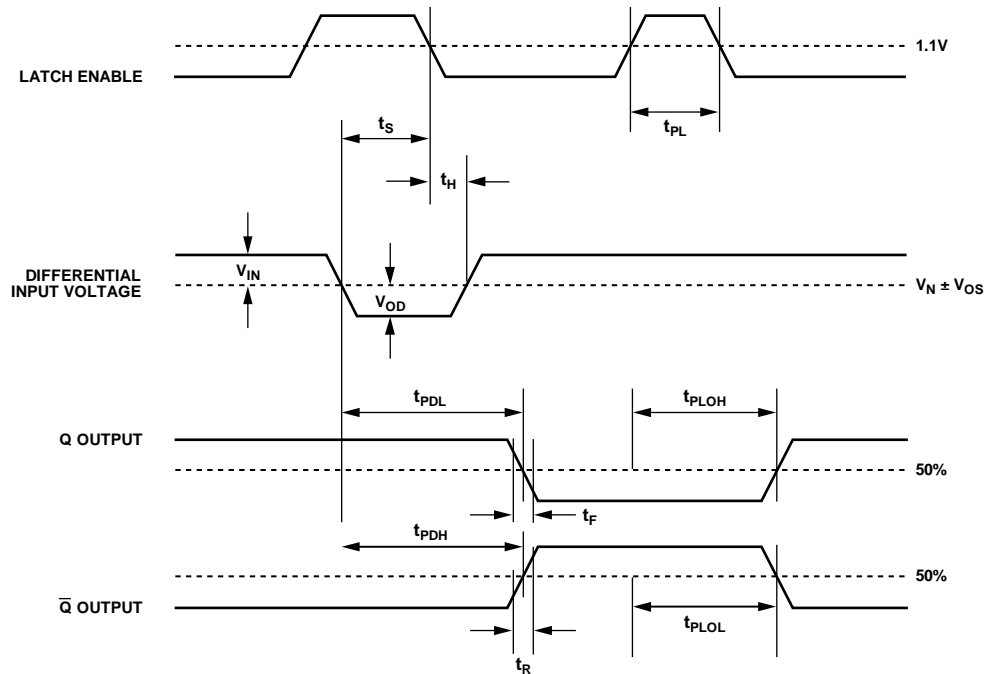 1.1V
LATCH ENABLE
tS
tPL
tH
VIN
DIFFERENTIAL
INPUT VOLTAGE
VOD
VN ± VOS
tPDL
tPLOH
Q OUTPUT
50%
tF
tPDH
50%
Q̅ OUTPUT
tPLOL
tR